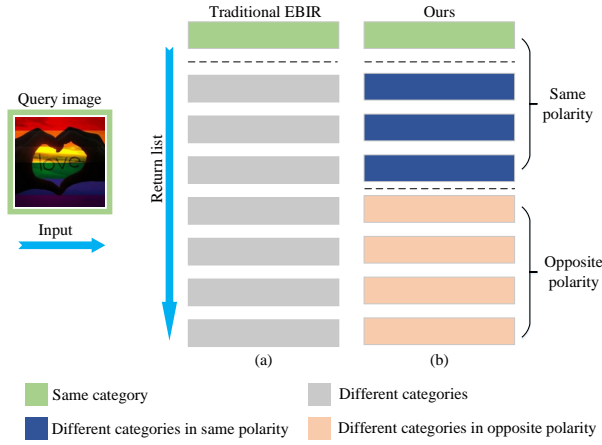 Traditional EBIR
Ours
Query image
love
Input
Return list
Same
polarity
Opposite
polarity
(a)
(b)
Same category
Different categories
Different categories in same polarity
Different categories in opposite polarity